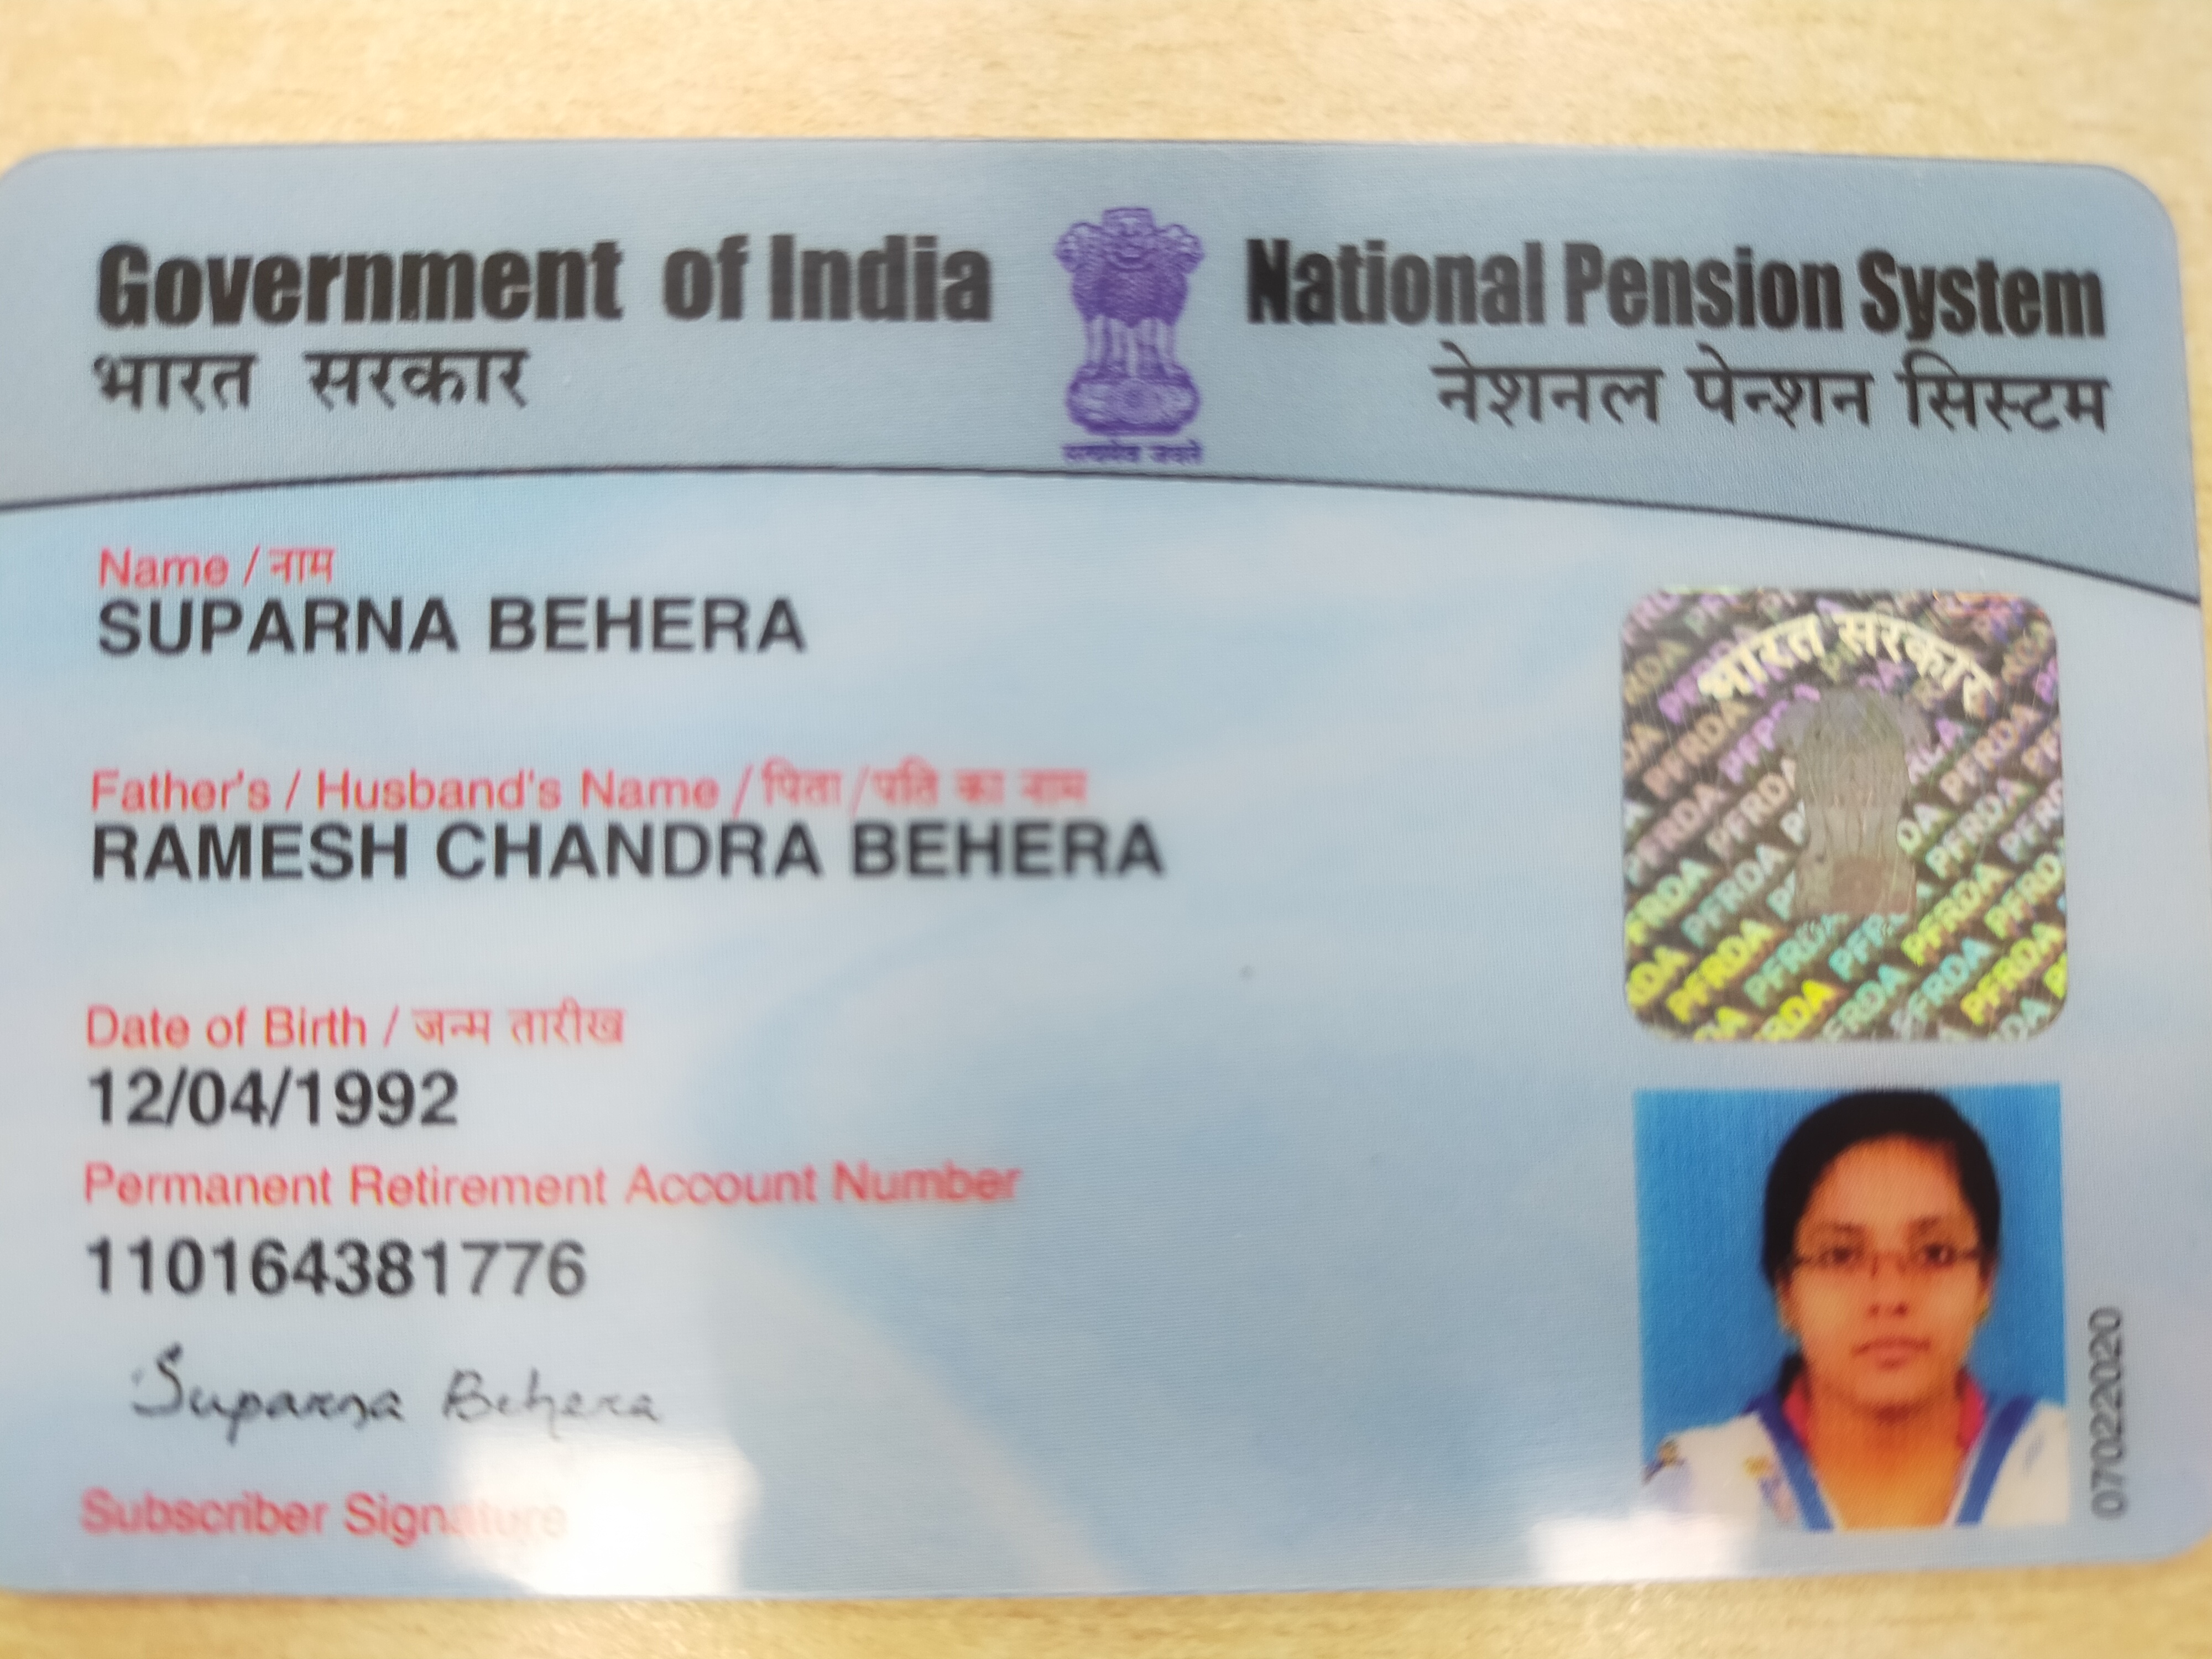 Government of India
National Pension System
भारत सरकार
नेशनल पेन्शन सिस्टम
सत्यमेव जयते
Name / नाम
SUPARNA BEHERA
भारत सरकार
PFRDA
Father's / Husband's Name / पिता /पति का नाम
RAMESH CHANDRA BEHERA
Date of Birth / जन्म तारीख
12/04/1992
Permanent Retirement Account Number
110164381776
Suparna Behera
Subscriber Signature
07022020